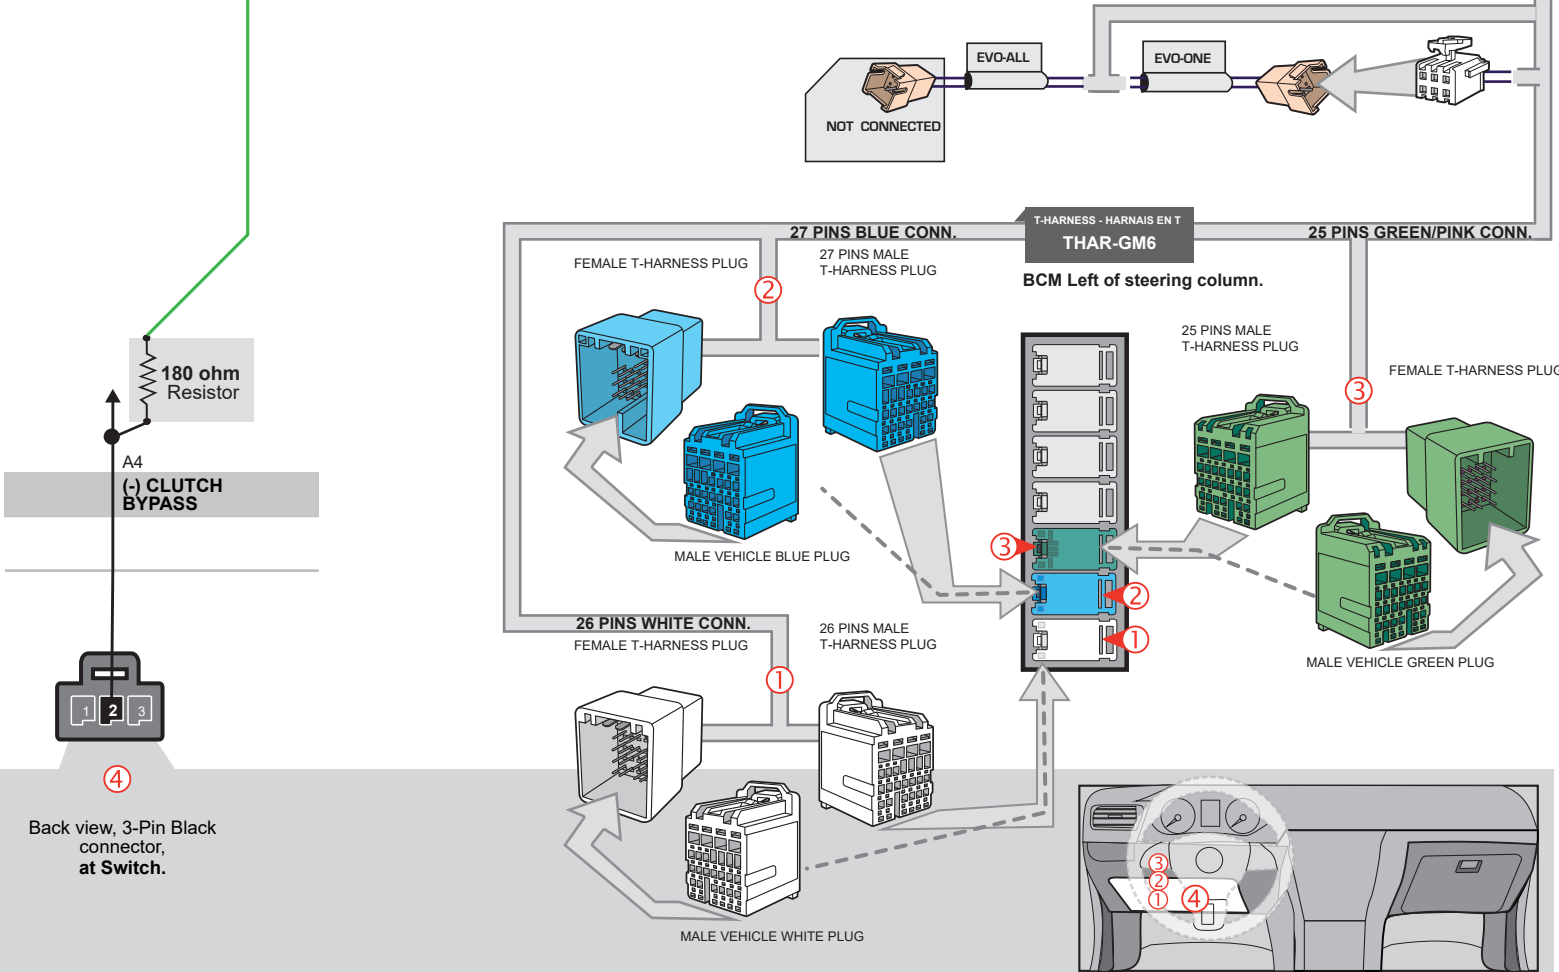 EVO-ALL
EVO-ONE
NOT CONNECTED
T-HARNESS - HARNAIS EN T
THAR-GM6
27 PINS BLUE CONN.
25 PINS GREEN/PINK CONN.
FEMALE T-HARNESS PLUG
27 PINS MALE
T-HARNESS PLUG
2
BCM Left of steering column.
25 PINS MALE
T-HARNESS PLUG
FEMALE T-HARNESS PLUG
3
180 ohm
Resistor
A4
(-) CLUTCH
BYPASS
MALE VEHICLE BLUE PLUG
3
2
1
26 PINS WHITE CONN.
FEMALE T-HARNESS PLUG
26 PINS MALE
T-HARNESS PLUG
1
MALE VEHICLE GREEN PLUG
1 2 3
4
Back view, 3-Pin Black
connector,
at Switch.
MALE VEHICLE WHITE PLUG
3
2
1
4